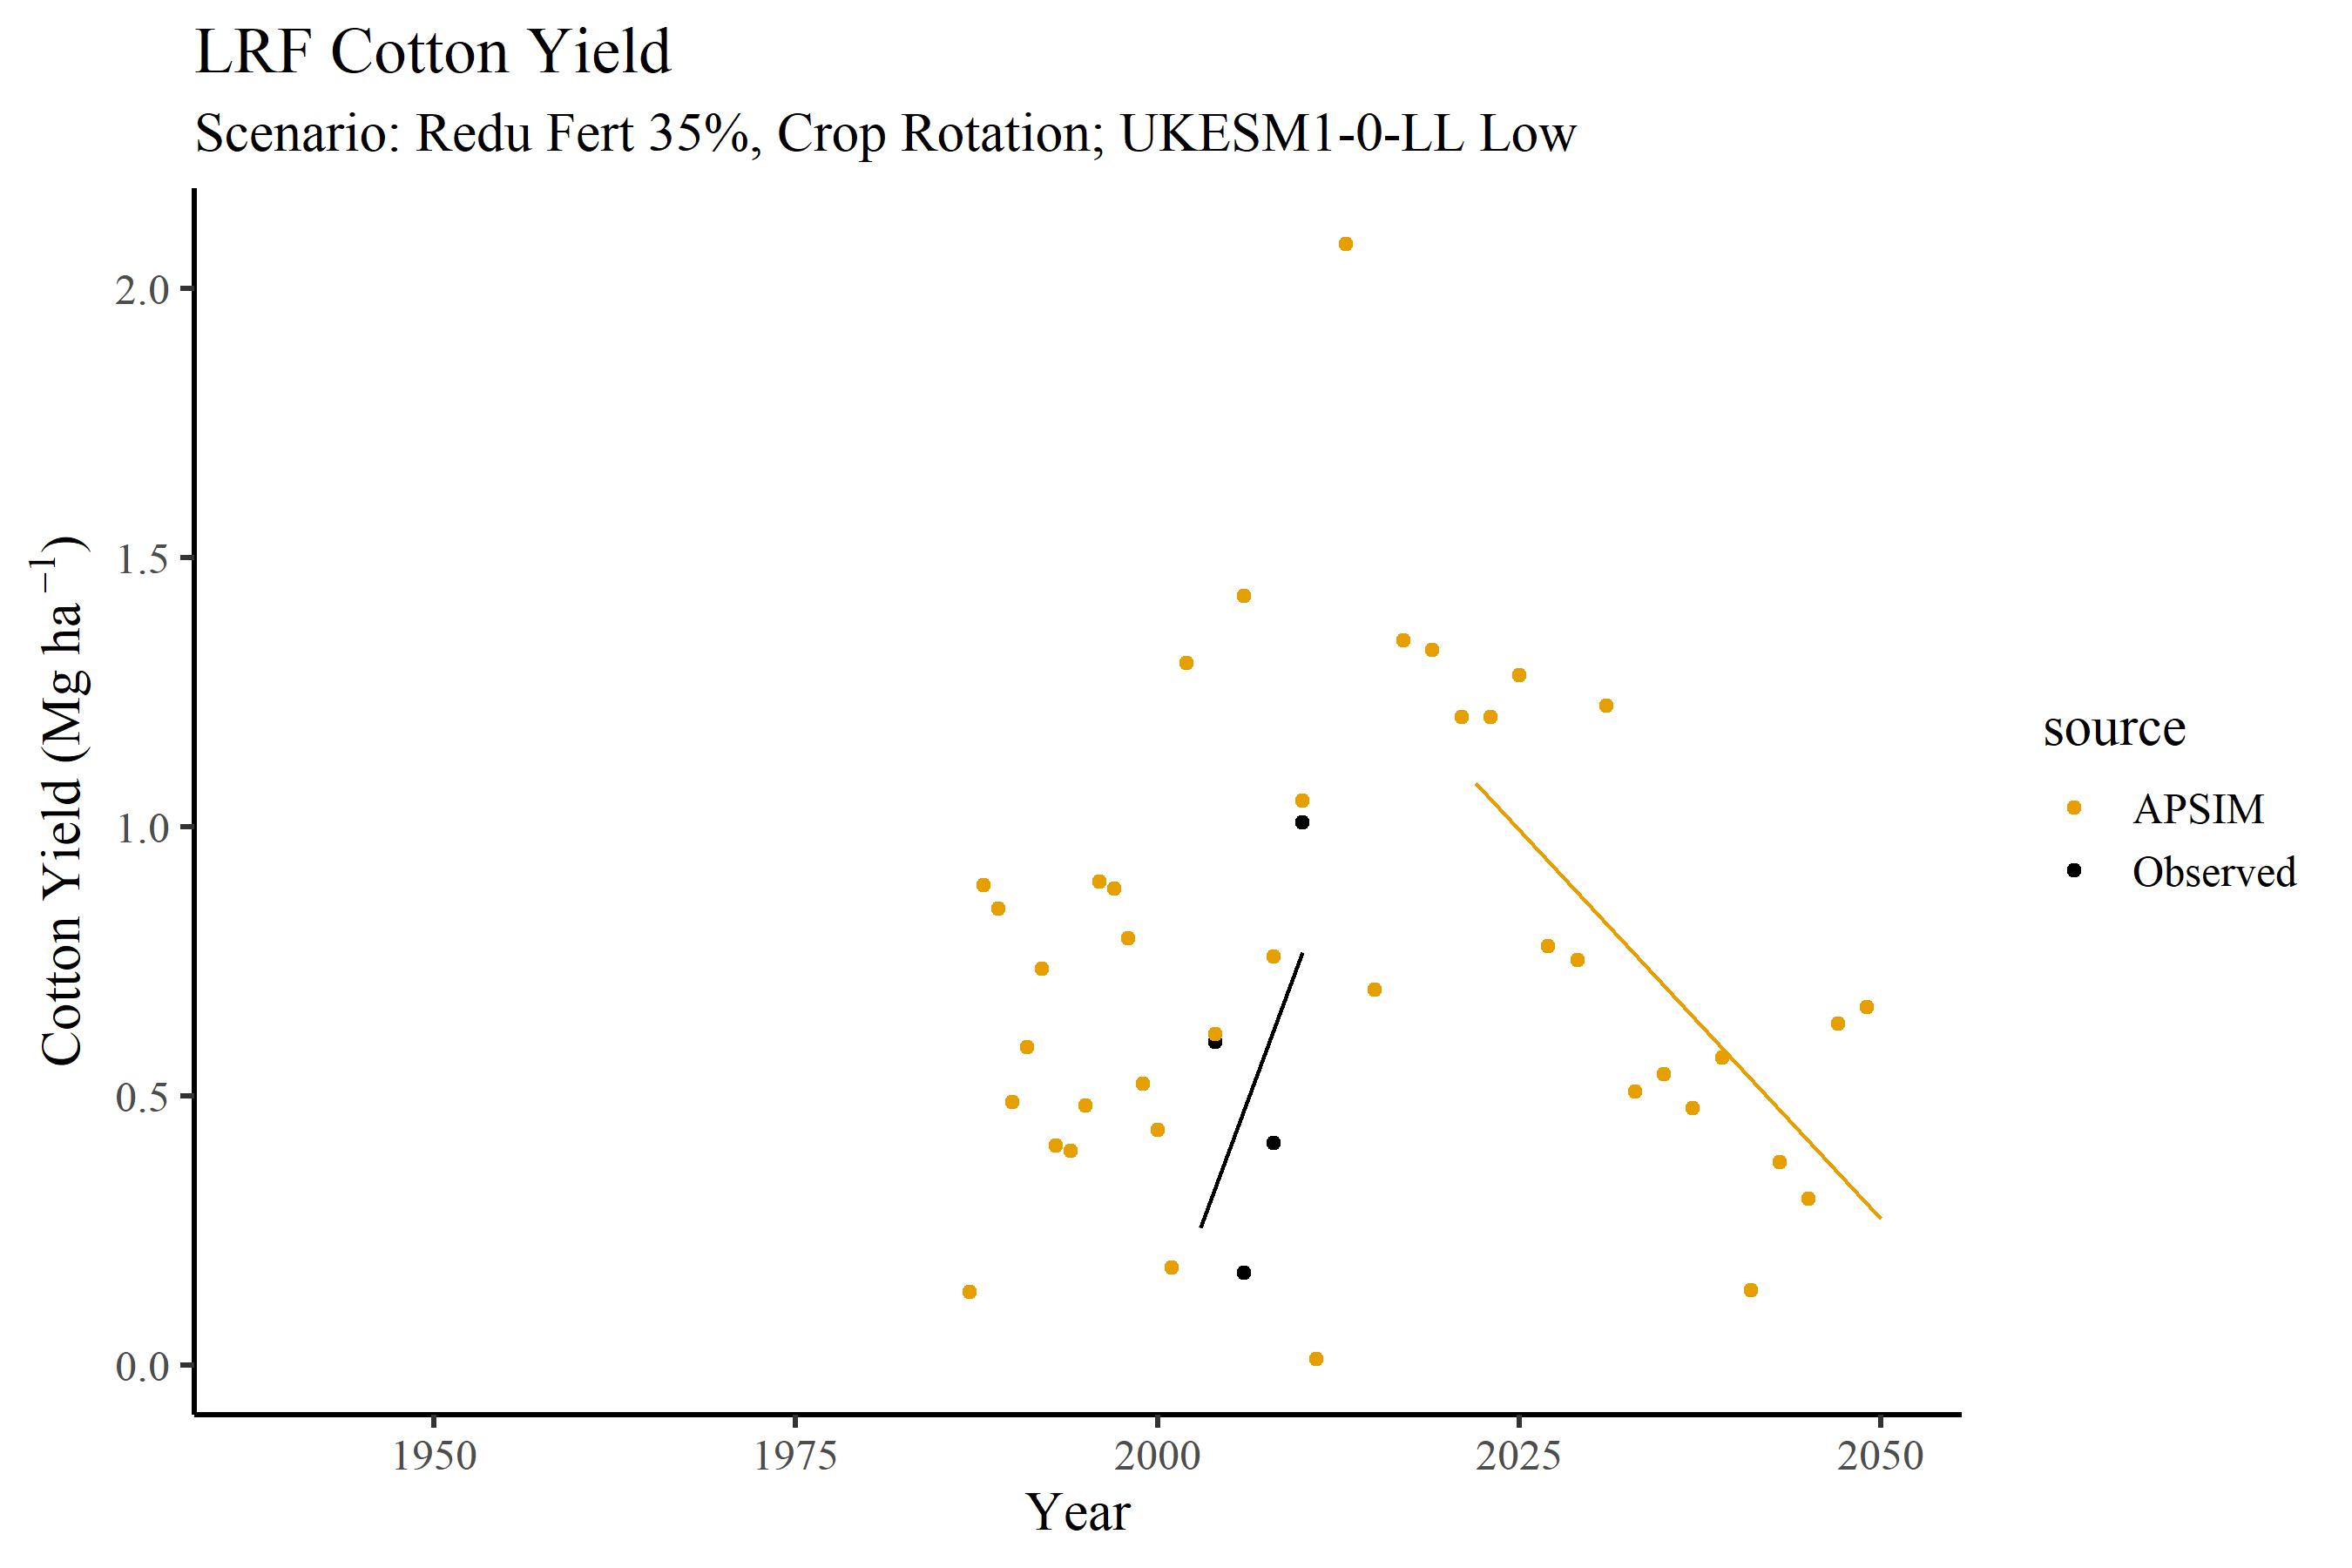 LRF Cotton Yield
Scenario: Redu Fert 35%, Crop Rotation; UKESM1-0-LL Low
Cotton Yield (Mg ha⁻¹)
2.0
1.5
1.0
0.5
0.0
1950
1975
2000
2025
2050
Year
source
APSIM
Observed